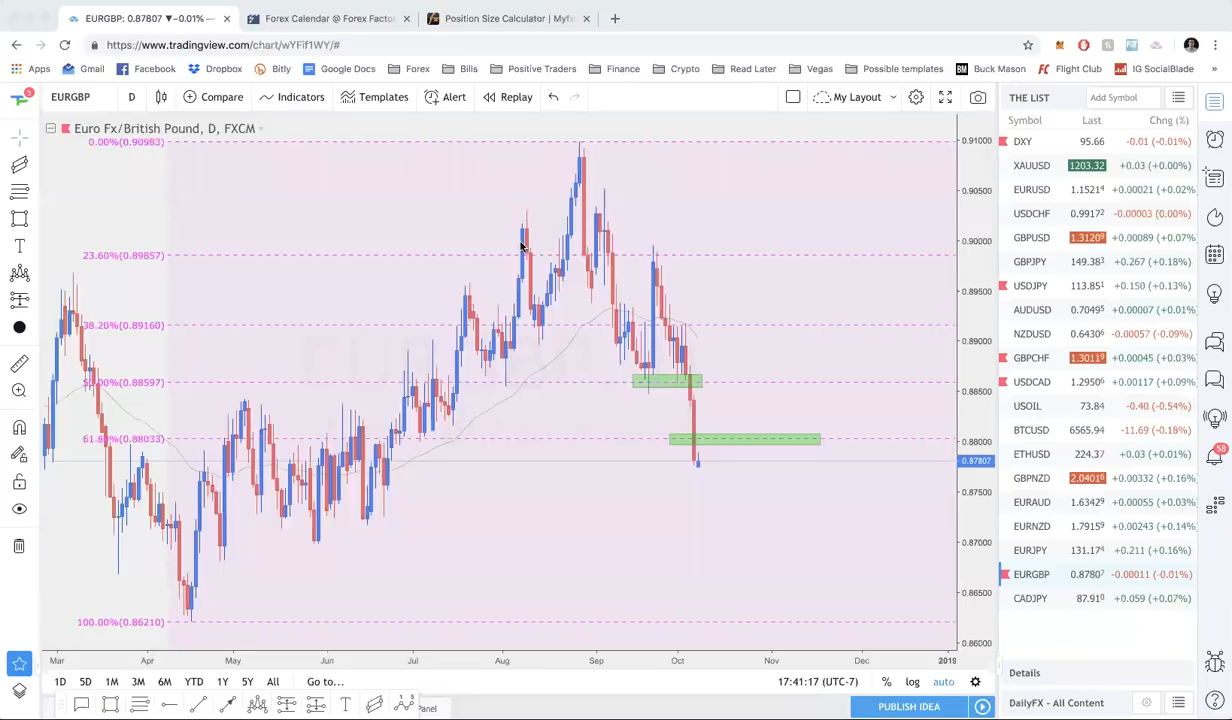 EURGBP: 0.87807 ▼−0.01%
Forex Calendar @ Forex Facto
Position Size Calculator | Myfx
https://www.tradingview.com/chart/wYFif1WY/#
Apps Gmail Facebook Dropbox Bitly Google Docs Forex Bills Positive Traders Finance Crypto Read Later Vegas Possible templates BM Buck Mason Flight Club IG SocialBlade »
5
EURGBP D Compare Indicators Templates Alert Replay My Layout
THE LIST Add Symbol
Euro Fx/British Pound, D, FXCM
Symbol Last Chng (%)
0.00%(0.90983)
23.60%(0.89857)
38.20%(0.89160)
50.00%(0.88597)
61.80%(0.88033)
100.00%(0.86210)
0.91000
0.90500
0.90000
0.89500
0.89000
0.88500
0.88000
0.87807
0.87500
0.87000
0.86500
0.86000
DXY 95.66 -0.01 (-0.01%)
XAUUSD 1203.32 +0.03 (+0.00%)
EURUSD 1.15214 +0.00021 (+0.02%)
USDCHF 0.99172 -0.00003 (0.00%)
GBPUSD 1.31209 +0.00089 (+0.07%)
GBPJPY 149.383 +0.267 (+0.18%)
USDJPY 113.851 +0.150 (+0.13%)
AUDUSD 0.70495 +0.00007 (+0.01%)
NZDUSD 0.64306 -0.00057 (-0.09%)
GBPCHF 1.30119 +0.00045 (+0.03%)
USDCAD 1.29506 +0.00117 (+0.09%)
USOIL 73.84 -0.40 (-0.54%)
BTCUSD 6565.94 -11.69 (-0.18%)
ETHUSD 224.37 +0.03 (+0.01%)
GBPNZD 2.04016 +0.00332 (+0.16%)
EURAUD 1.63429 +0.00055 (+0.03%)
EURNZD 1.79159 +0.00243 (+0.14%)
EURJPY 131.174 +0.211 (+0.16%)
EURGBP 0.87807 -0.00011 (-0.01%)
CADJPY 87.910 +0.059 (+0.07%)
58
Mar Apr May Jun Jul Aug Sep Oct Nov Dec 2019
Details
1D 5D 1M 3M 6M YTD 1Y 5Y All Go to... 17:41:17 (UTC-7) % log auto
Panel
PUBLISH IDEA
DailyFX - All Content